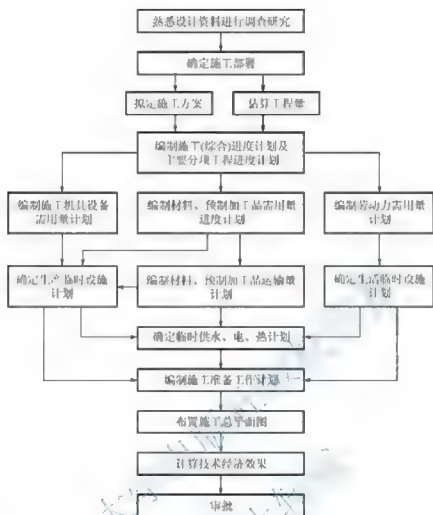 熟悉设计资料进行调查研究
确定施工部署
拟定施工方案
估算工程量
编制施工(综合)进度计划及
主要分项工程进度计划
编制施工机具设备
需用量计划
编制材料、预制加工品需用量
进度计划
编制劳动力需用量
计划
确定生产临时设施
计划
编制材料、预制加工品运输量
计划
确定生活临时设施
计划
确定临时供水、电、热计划
编制施工准备工作计划
布置施工总平面图
计算技术经济效果
审批